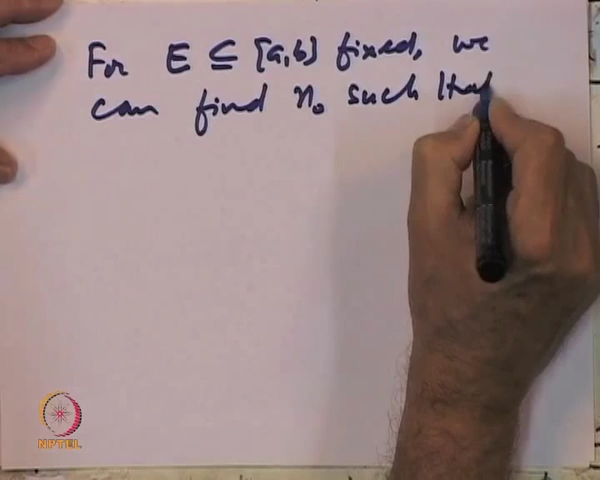 For E ⊆ [a,b] fixed, we
can find n₀ such that
NPTEL